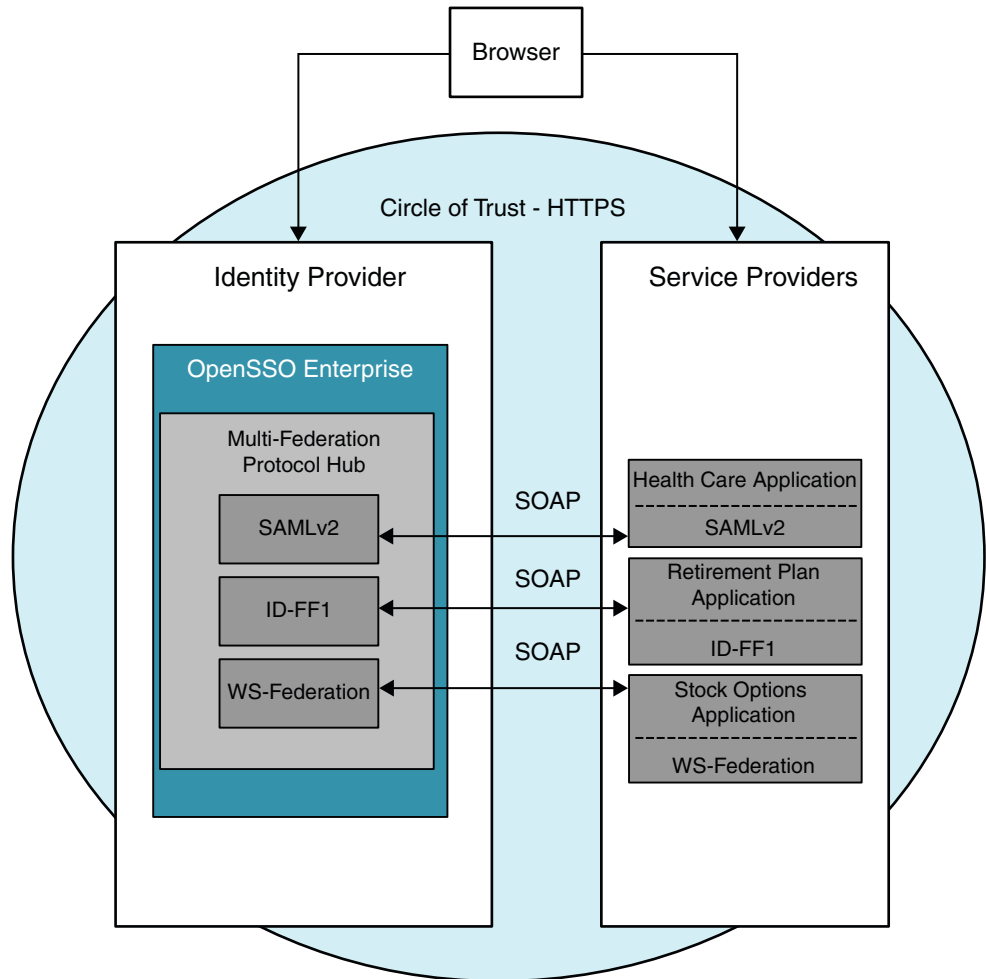 Browser
Circle of Trust - HTTPS
Identity Provider
OpenSSO Enterprise
Multi-Federation
Protocol Hub
SAMLv2
ID-FF1
WS-Federation
SOAP
SOAP
SOAP
Service Providers
Health Care Application
SAMLv2
Retirement Plan
Application
ID-FF1
Stock Options
Application
WS-Federation